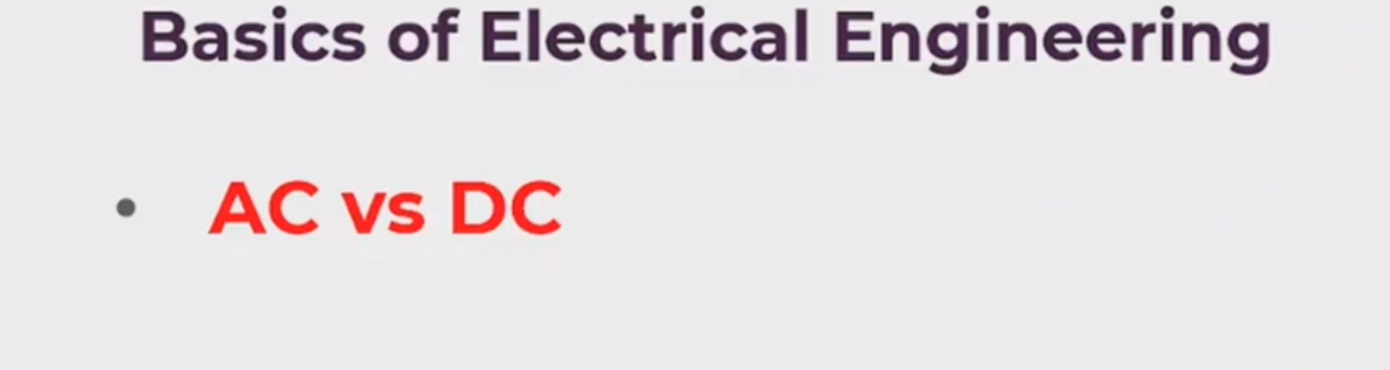 Basics of Electrical Engineering
• AC vs DC